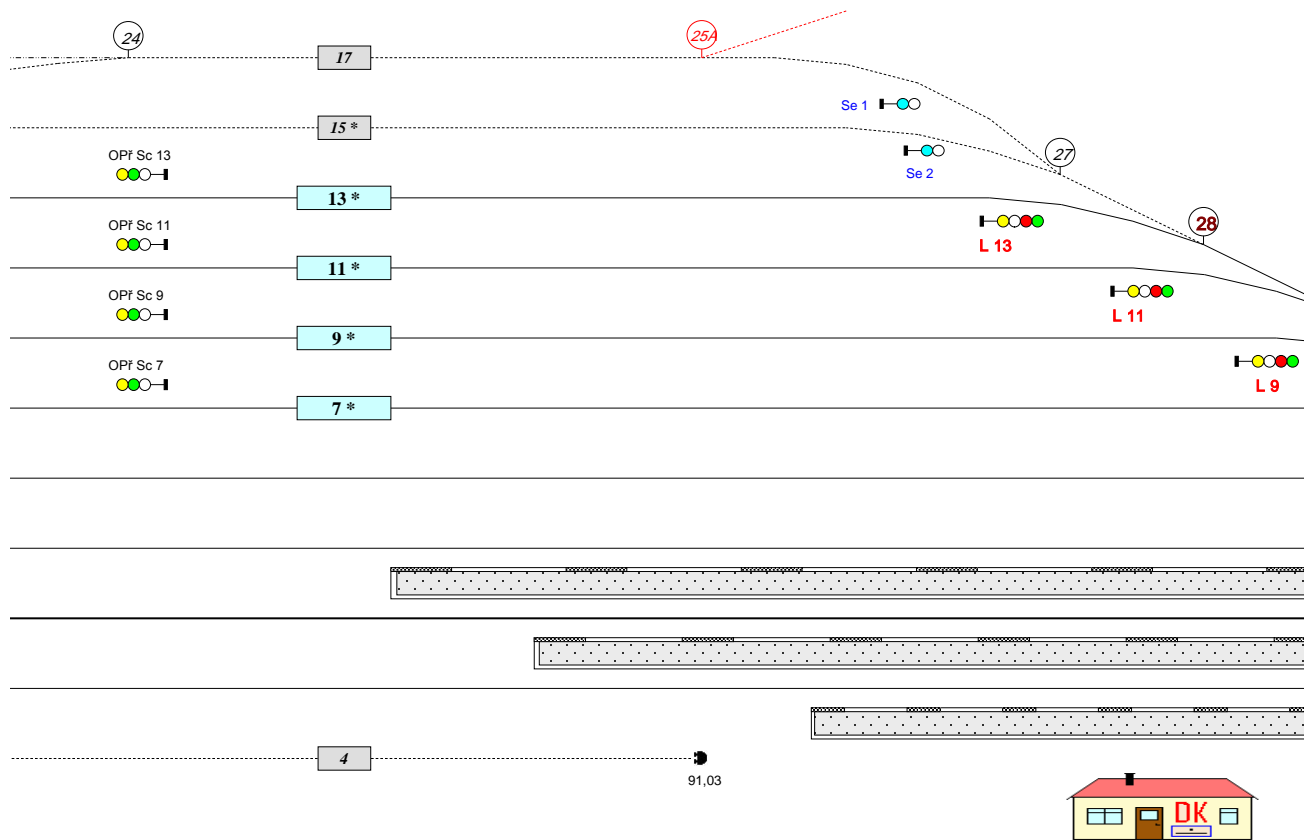 24
25A
17
Se 1
15 *
27
OPř Sc 13
Se 2
13 *
28
OPř Sc 11
L 13
11 *
OPř Sc 9
L 11
9 *
OPř Sc 7
L 9
7 *
4
91,03
DK